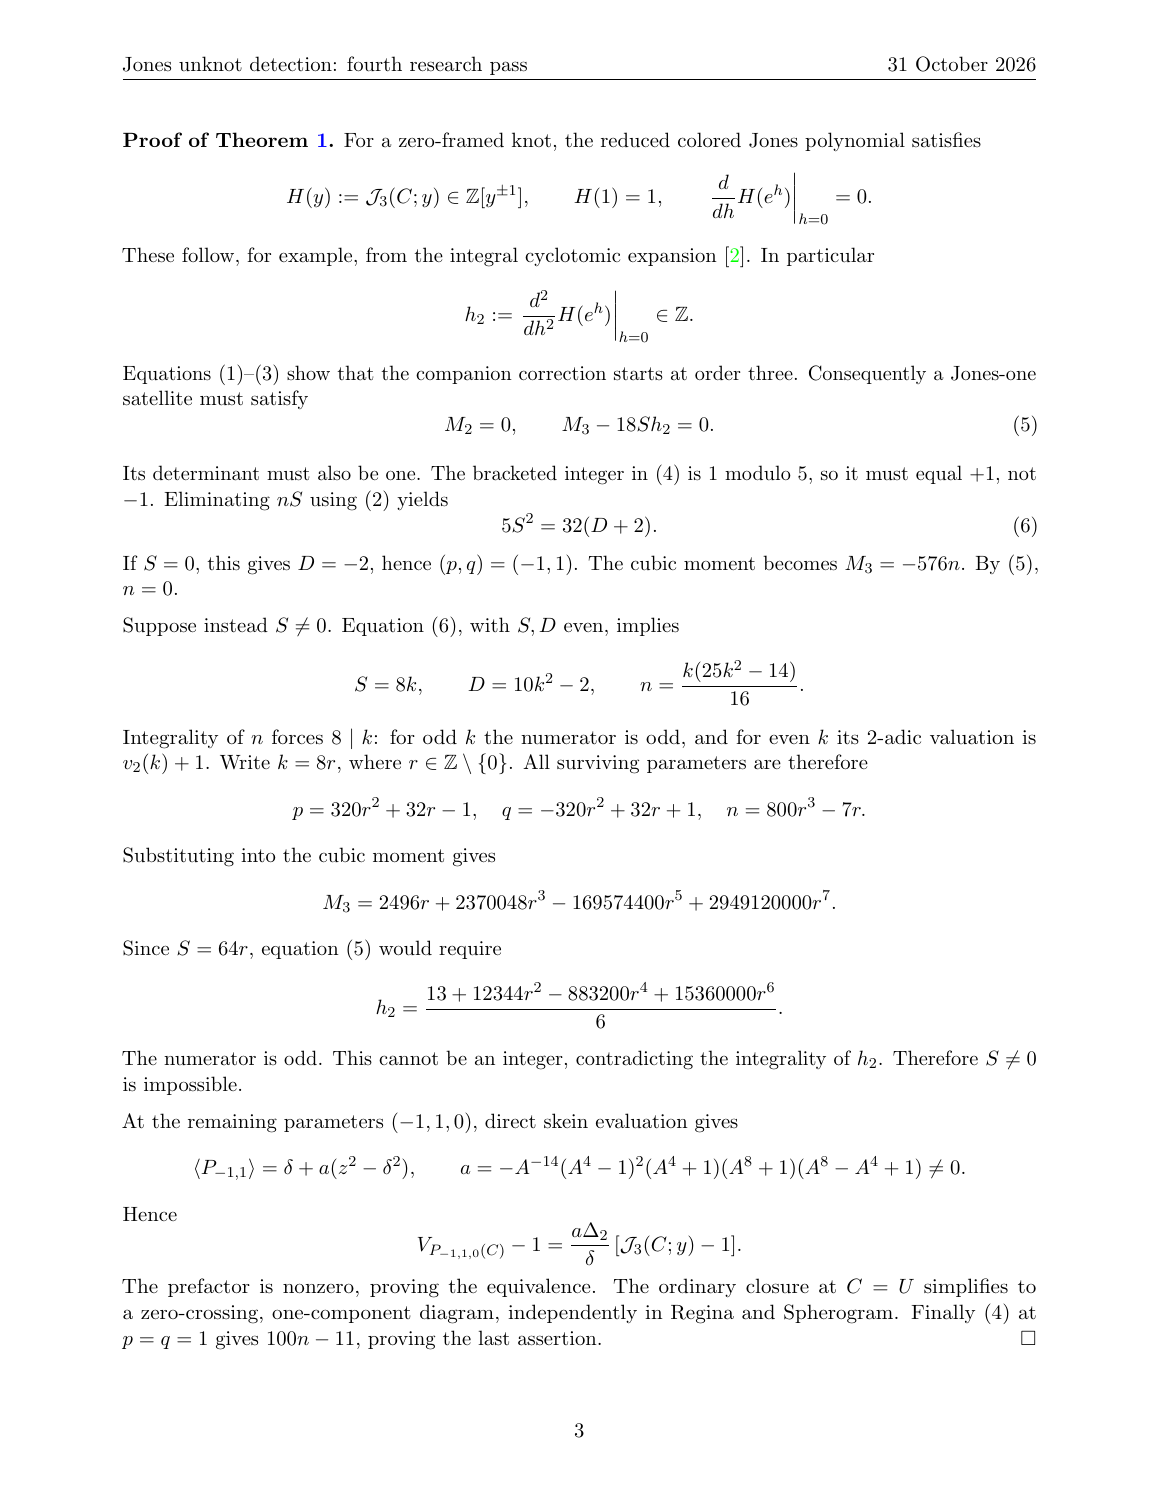 Jones unknot detection: fourth research pass 31 October 2026
Proof of Theorem 1. For a zero-framed knot, the reduced colored Jones polynomial satisfies
H(y) := 𝒥₃(C; y) ∈ ℤ[y^{±1}], H(1) = 1, d/dh H(e^h)|_{h=0} = 0.
These follow, for example, from the integral cyclotomic expansion [2]. In particular
h₂ := d²/dh² H(e^h)|_{h=0} ∈ ℤ.
Equations (1)–(3) show that the companion correction starts at order three. Consequently a Jones-one
satellite must satisfy
M₂ = 0, M₃ − 18Sh₂ = 0. (5)
Its determinant must also be one. The bracketed integer in (4) is 1 modulo 5, so it must equal +1, not
−1. Eliminating nS using (2) yields
5S² = 32(D + 2). (6)
If S = 0, this gives D = −2, hence (p, q) = (−1, 1). The cubic moment becomes M₃ = −576n. By (5),
n = 0.
Suppose instead S ≠ 0. Equation (6), with S, D even, implies
S = 8k, D = 10k² − 2, n = k(25k² − 14)/16.
Integrality of n forces 8 | k: for odd k the numerator is odd, and for even k its 2-adic valuation is
v₂(k) + 1. Write k = 8r, where r ∈ ℤ \ {0}. All surviving parameters are therefore
p = 320r² + 32r − 1, q = −320r² + 32r + 1, n = 800r³ − 7r.
Substituting into the cubic moment gives
M₃ = 2496r + 2370048r³ − 169574400r⁵ + 2949120000r⁷.
Since S = 64r, equation (5) would require
h₂ = (13 + 12344r² − 883200r⁴ + 15360000r⁶)/6.
The numerator is odd. This cannot be an integer, contradicting the integrality of h₂. Therefore S ≠ 0
is impossible.
At the remaining parameters (−1, 1, 0), direct skein evaluation gives
⟨P_{−1,1}⟩ = δ + a(z² − δ²), a = −A^{−14}(A⁴ − 1)²(A⁴ + 1)(A⁸ + 1)(A⁸ − A⁴ + 1) ≠ 0.
Hence
V_{P_{−1,1,0}(C)} − 1 = aΔ₂/δ [𝒥₃(C; y) − 1].
The prefactor is nonzero, proving the equivalence. The ordinary closure at C = U simplifies to
a zero-crossing, one-component diagram, independently in Regina and Spherogram. Finally (4) at
p = q = 1 gives 100n − 11, proving the last assertion. □
3